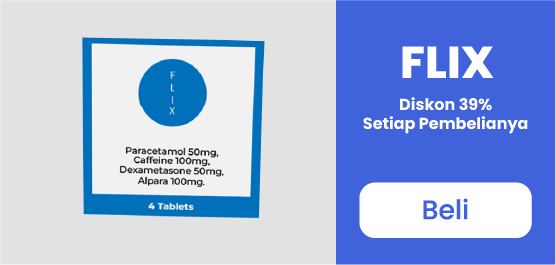 F
L
I
X
Paracetamol 50mg,
Caffeine 100mg,
Dexametasone 50mg,
Alpara 100mg.
4 Tablets
FLIX
Diskon 39%
Setiap Pembelianya
Beli